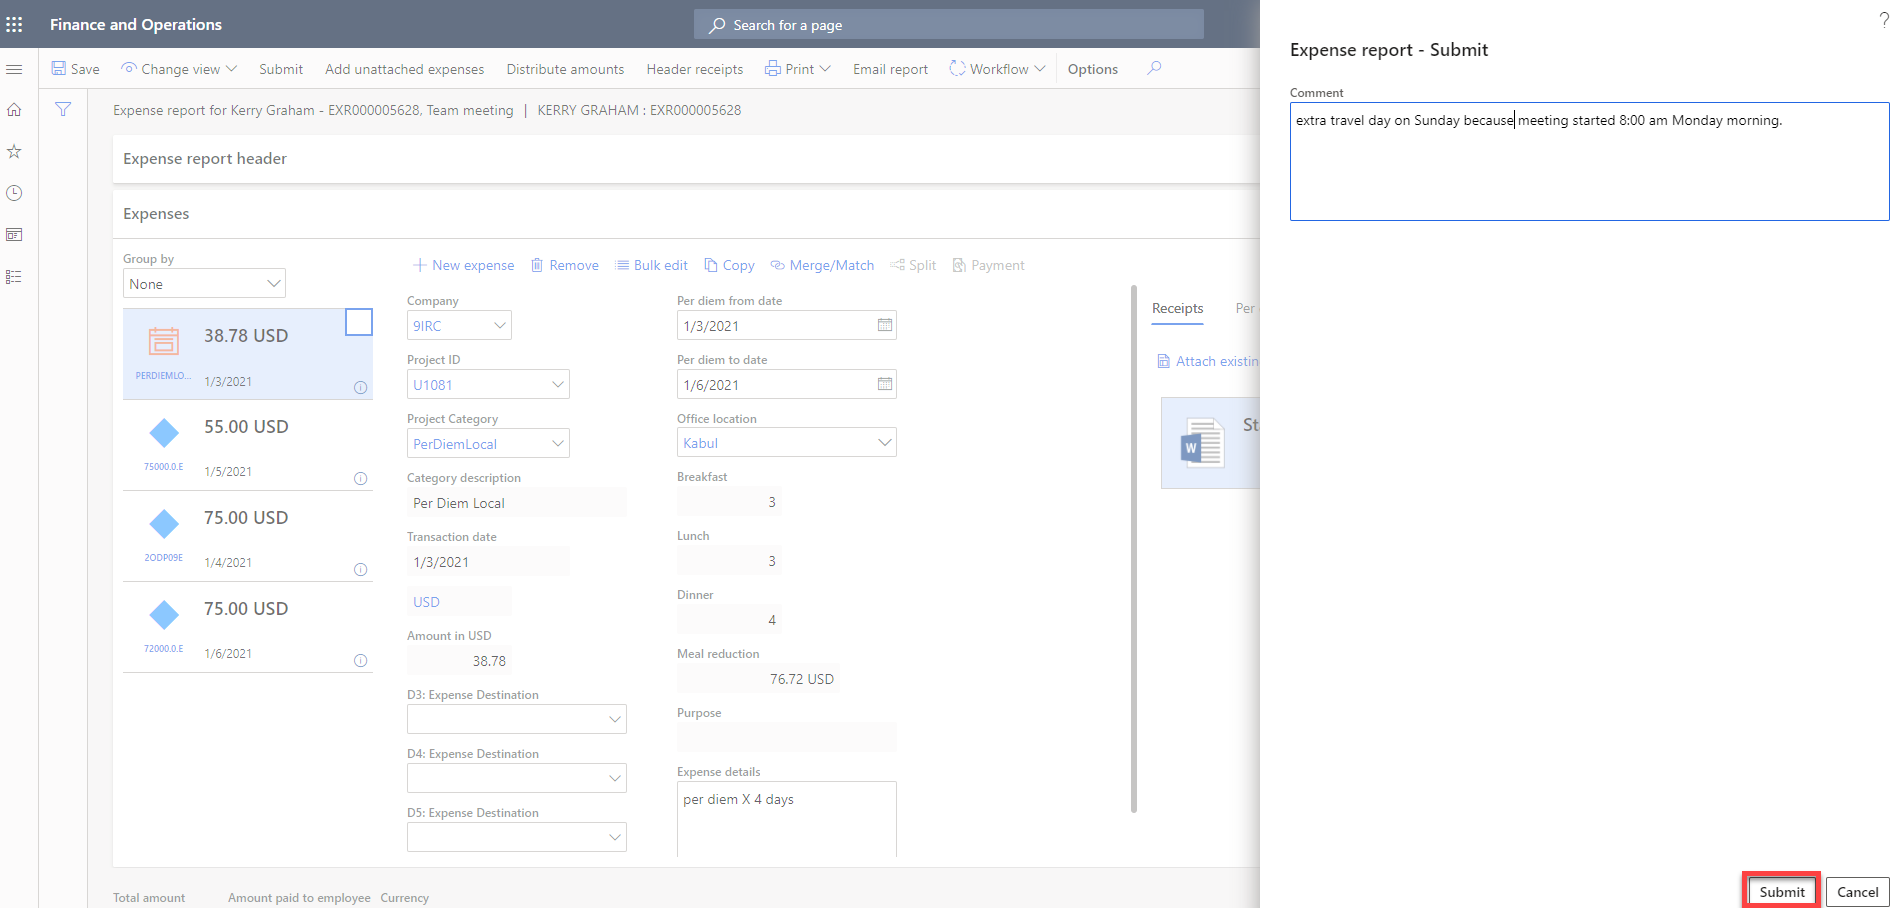 Finance and Operations
Search for a page
?
Save
Change view
Submit
Add unattached expenses
Distribute amounts
Header receipts
Print
Email report
Workflow
Options
Expense report for Kerry Graham - EXR000005628, Team meeting | KERRY GRAHAM : EXR000005628
Expense report header
Expenses
Group by
None
38.78 USD
PERDIEMLO...
1/3/2021
55.00 USD
75000.0.E
1/5/2021
75.00 USD
2ODP09E
1/4/2021
75.00 USD
72000.0.E
1/6/2021
New expense
Remove
Bulk edit
Copy
Merge/Match
Split
Payment
Company
9IRC
Project ID
U1081
Project Category
PerDiemLocal
Category description
Per Diem Local
Transaction date
1/3/2021
USD
Amount in USD
38.78
D3: Expense Destination
D4: Expense Destination
D5: Expense Destination
Per diem from date
1/3/2021
Per diem to date
1/6/2021
Office location
Kabul
Breakfast
3
Lunch
3
Dinner
4
Meal reduction
76.72 USD
Purpose
Expense details
per diem X 4 days
Receipts
Per
Attach existin
W
St
Total amount
Amount paid to employee
Currency
Expense report - Submit
Comment
extra travel day on Sunday because meeting started 8:00 am Monday morning.
Submit
Cancel